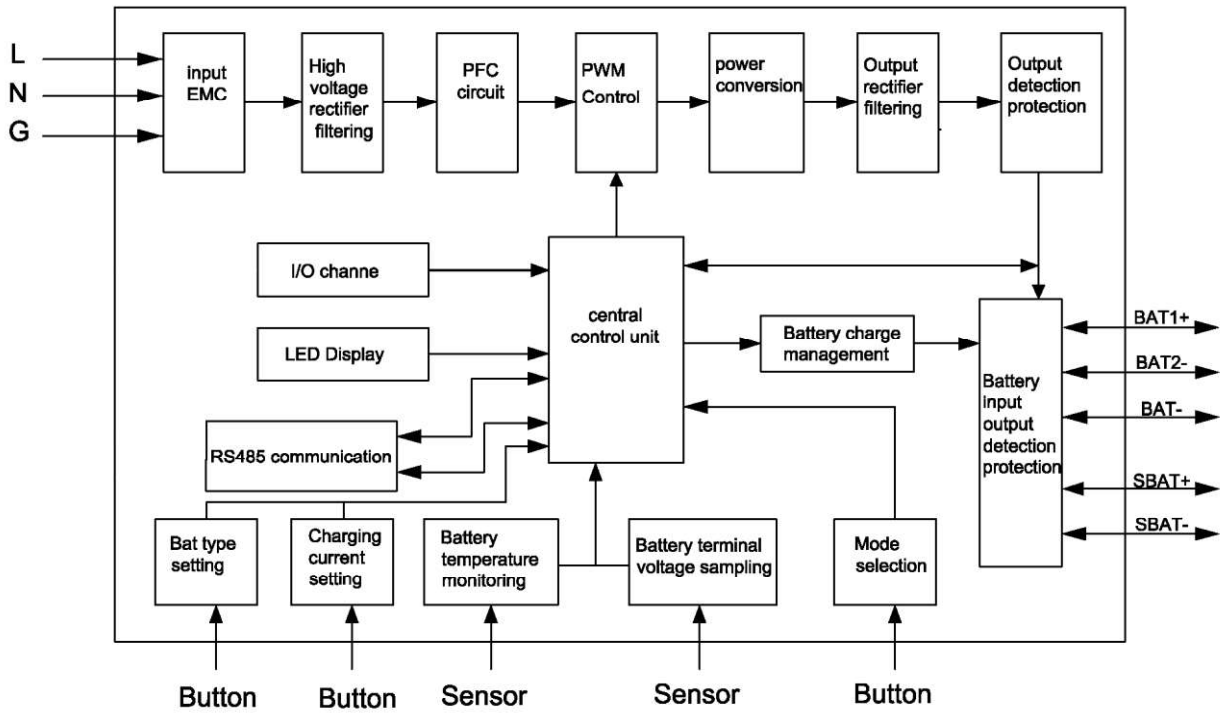 L
N
G
input
EMC
High
voltage
rectifier
filtering
PFC
circuit
PWM
Control
power
conversion
Output
rectifier
filtering
Output
detection
protection
I/O channe
LED Display
RS485 communication
central
control unit
Battery charge
management
Battery
input
output
detection
protection
BAT1+
BAT2-
BAT-
SBAT+
SBAT-
Bat type
setting
Charging
current
setting
Battery
temperature
monitoring
Battery terminal
voltage sampling
Mode
selection
Button
Button
Sensor
Sensor
Button